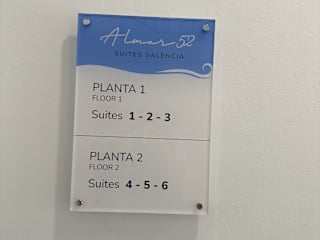 Almar 52
SUITES VALENCIA
PLANTA 1
FLOOR 1
Suites 1 - 2 - 3
PLANTA 2
FLOOR 2
Suites 4 - 5 - 6